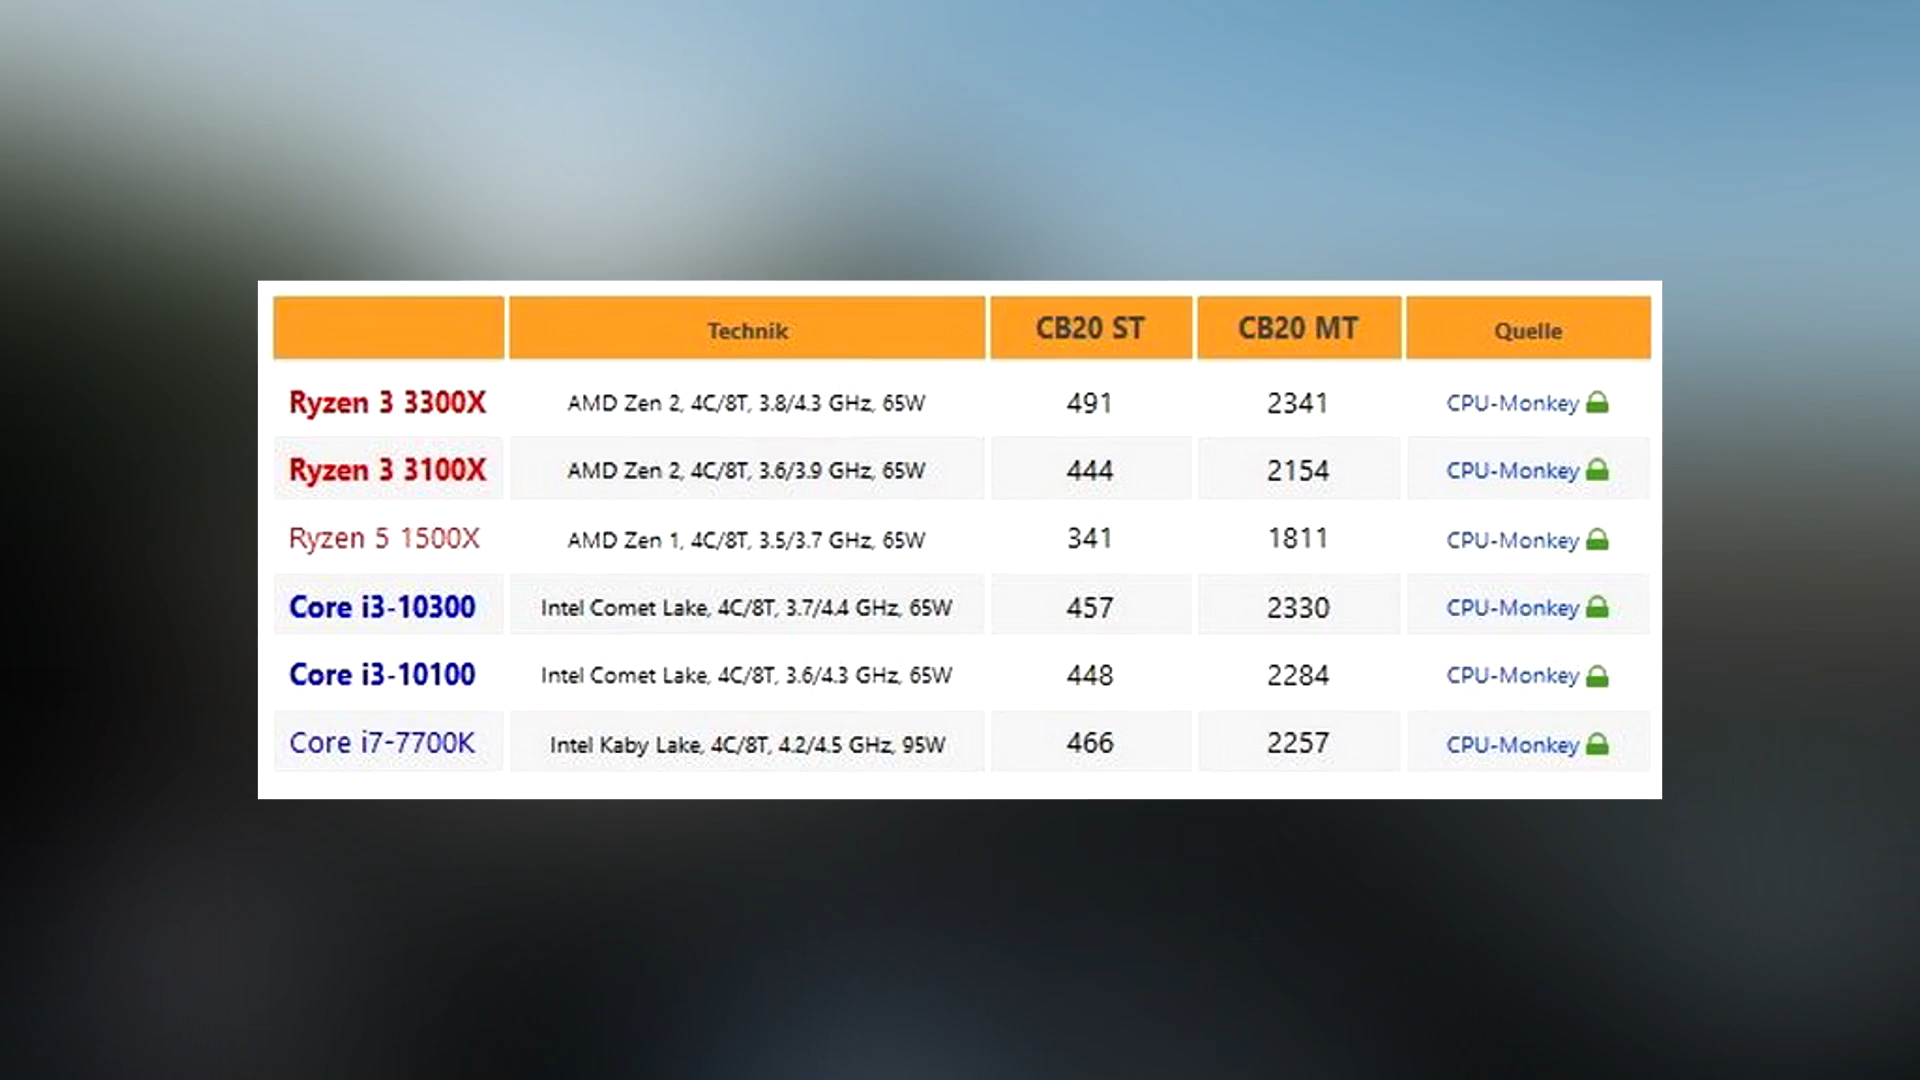 Technik CB20 ST CB20 MT Quelle
Ryzen 3 3300X AMD Zen 2, 4C/8T, 3.8/4.3 GHz, 65W 491 2341 CPU-Monkey
Ryzen 3 3100X AMD Zen 2, 4C/8T, 3.6/3.9 GHz, 65W 444 2154 CPU-Monkey
Ryzen 5 1500X AMD Zen 1, 4C/8T, 3.5/3.7 GHz, 65W 341 1811 CPU-Monkey
Core i3-10300 Intel Comet Lake, 4C/8T, 3.7/4.4 GHz, 65W 457 2330 CPU-Monkey
Core i3-10100 Intel Comet Lake, 4C/8T, 3.6/4.3 GHz, 65W 448 2284 CPU-Monkey
Core i7-7700K Intel Kaby Lake, 4C/8T, 4.2/4.5 GHz, 95W 466 2257 CPU-Monkey